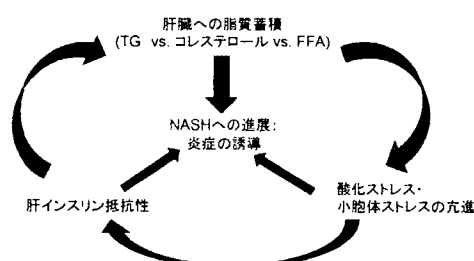 肝臓への脂質蓄積
(TG vs. コレステロール vs. FFA)
NASHへの進展:
炎症の誘導
肝インスリン抵抗性
酸化ストレス・
小胞体ストレスの亢進